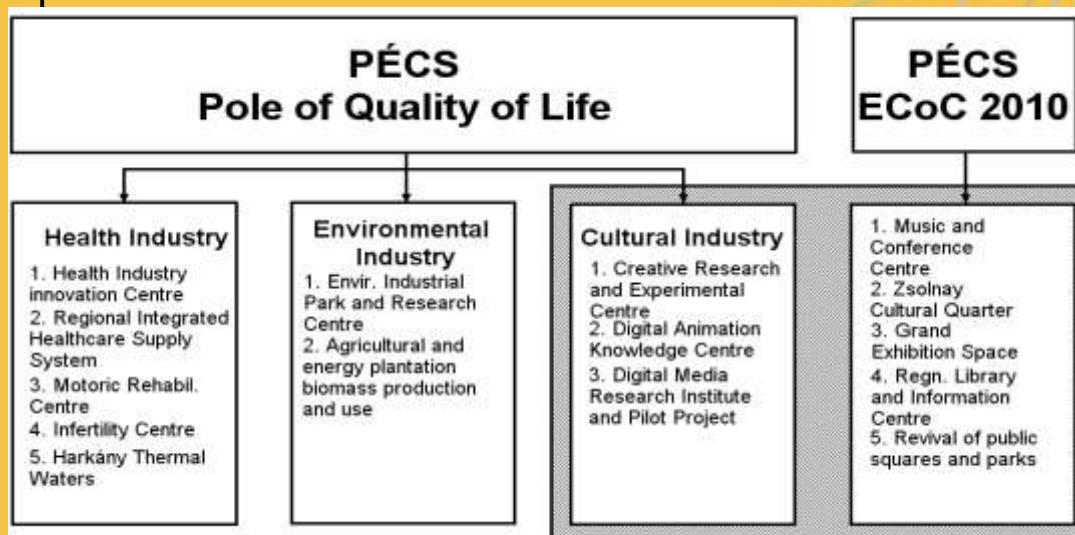 PÉCS
Pole of Quality of Life
PÉCS
ECoC 2010
Health Industry
1. Health Industry
innovation Centre
2. Regional Integrated
Healthcare Supply
System
3. Motoric Rehabil.
Centre
4. Infertility Centre
5. Harkány Thermal
Waters
Environmental
Industry
1. Envir. Industrial
Park and Research
Centre
2. Agricultural and
energy plantation
biomass production
and use
Cultural Industry
1. Creative Research
and Experimental
Centre
2. Digital Animation
Knowledge Centre
3. Digital Media
Research Institute
and Pilot Project
1. Music and
Conference
Centre
2. Zsolnay
Cultural Quarter
3. Grand
Exhibition Space
4. Regn. Library
and Information
Centre
5. Revival of public
squares and parks